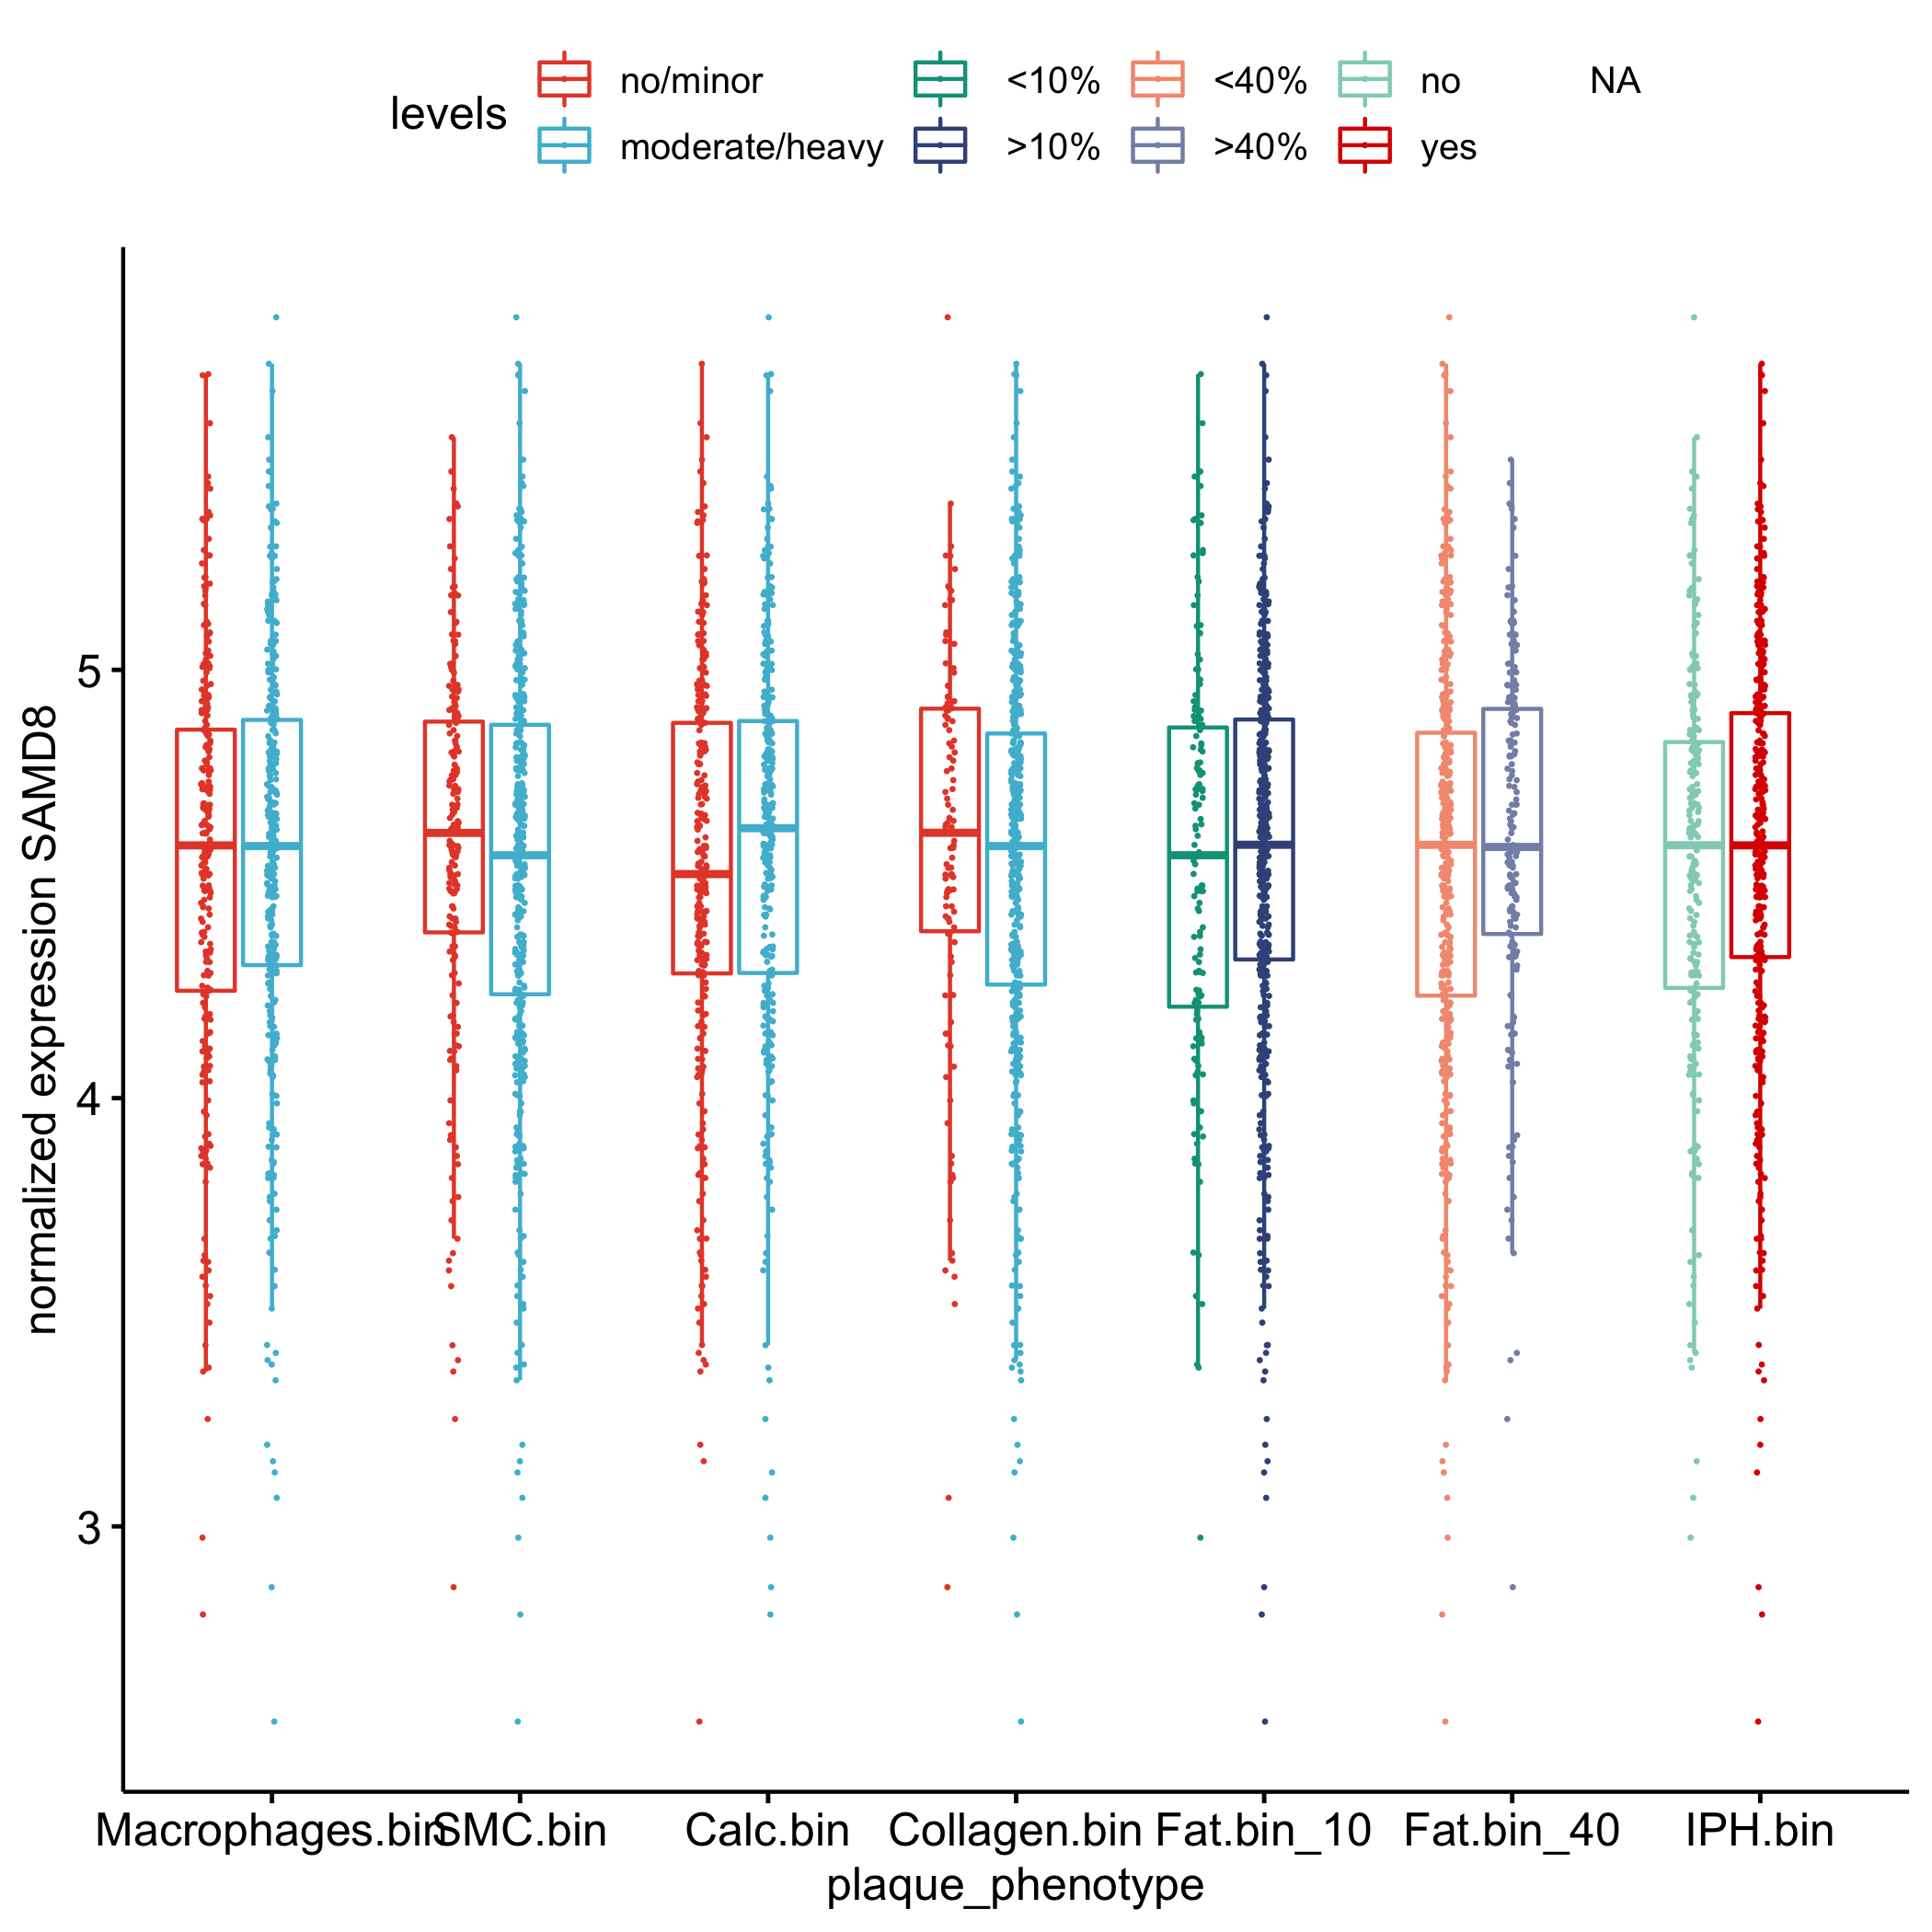 levels
no/minor <10% <40% no NA
moderate/heavy >10% >40% yes
normalized expression SAMD8
5
4
3
Macrophages.bin SMC.bin Calc.bin Collagen.bin Fat.bin_10 Fat.bin_40 IPH.bin
plaque_phenotype